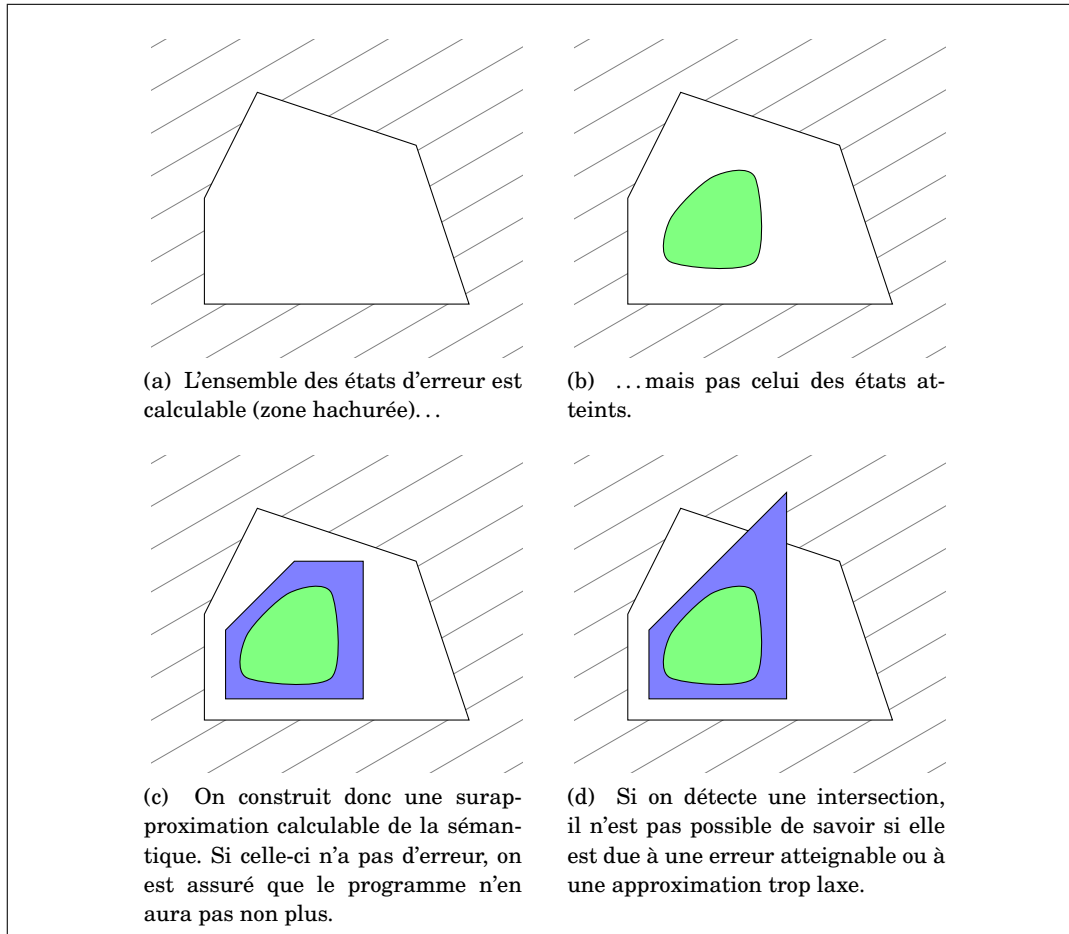 (a) L'ensemble des états d'erreur est
calculable (zone hachurée)...
(b) ...mais pas celui des états at-
teints.
(c) On construit donc une surap-
proximation calculable de la séman-
tique. Si celle-ci n'a pas d'erreur, on
est assuré que le programme n'en
aura pas non plus.
(d) Si on détecte une intersection,
il n'est pas possible de savoir si elle
est due à une erreur atteignable ou à
une approximation trop laxe.